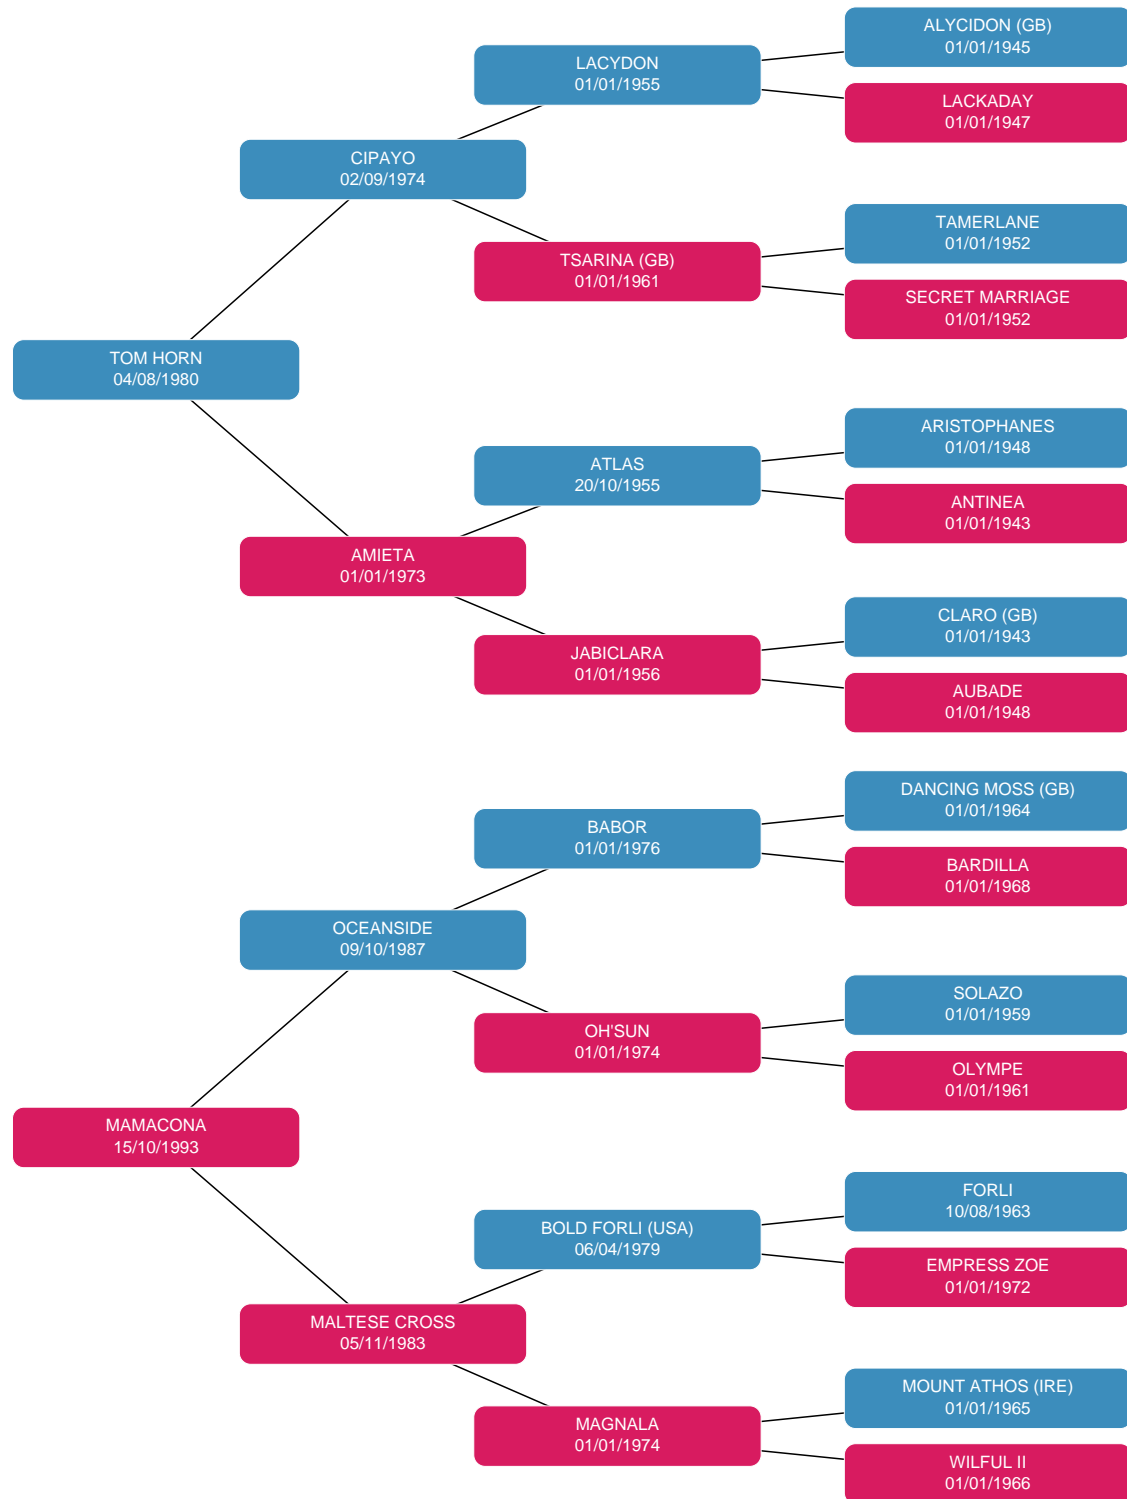 ALYCIDON (GB)
01/01/1945
LACYDON
01/01/1955
LACKADAY
01/01/1947
CIPAYO
02/09/1974
TAMERLANE
01/01/1952
TSARINA (GB)
01/01/1961
SECRET MARRIAGE
01/01/1952
TOM HORN
04/08/1980
ARISTOPHANES
01/01/1948
ATLAS
20/10/1955
ANTINEA
01/01/1943
AMIETA
01/01/1973
CLARO (GB)
01/01/1943
JABICLARA
01/01/1956
AUBADE
01/01/1948
DANCING MOSS (GB)
01/01/1964
BABOR
01/01/1976
BARDILLA
01/01/1968
OCEANSIDE
09/10/1987
SOLAZO
01/01/1959
OH'SUN
01/01/1974
OLYMPE
01/01/1961
MAMACONA
15/10/1993
FORLI
10/08/1963
BOLD FORLI (USA)
06/04/1979
EMPRESS ZOE
01/01/1972
MALTESE CROSS
05/11/1983
MOUNT ATHOS (IRE)
01/01/1965
MAGNALA
01/01/1974
WILFUL II
01/01/1966